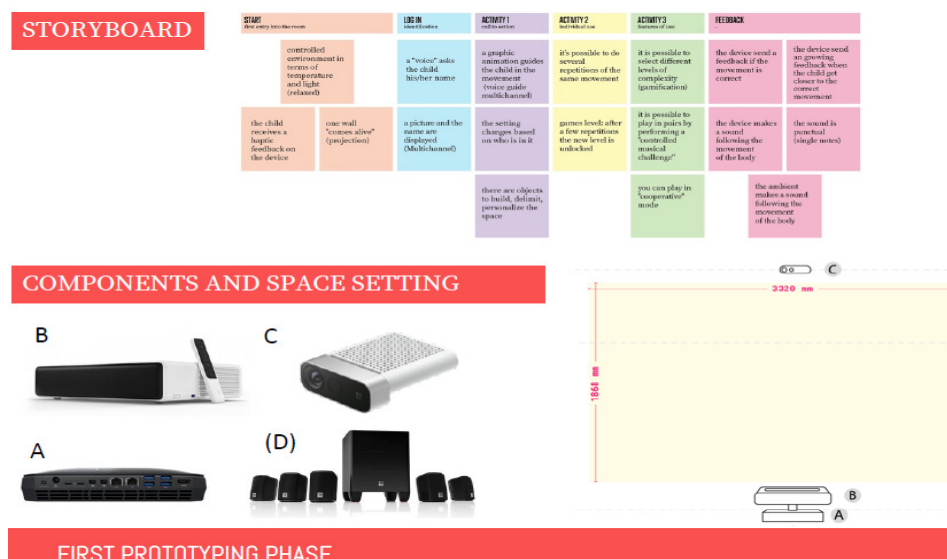 STORYBOARD
START
first entry into the room
LOG IN
identification
ACTIVITY 1
call to action
ACTIVITY 2
individual use
ACTIVITY 3
features of use
FEEDBACK
controlled
environment in
terms of
temperature
and light
(relaxed)
a "voice" asks
the child
his/her name
a graphic
animation guides
the child in the
movement
(voice guide
multichannel)
it's possible to do
several
repetitions of the
same movement
it is possible to
select different
levels of
complexity
(gamification)
the device send a
feedback if the
movement is
correct
the device send
an growing
feedback when
the child get
closer to the
correct
movement
the child
receives a
haptic
feedback on
the device
one wall
"comes alive"
(projection)
a picture and the
name are
displayed
(Multichannel)
the setting
changes based
on who is in it
games level: after
a few repetitions
the new level is
unlocked
it is possible to
play in pairs by
performing a
"controlled
musical
challenge"
the device makes
a sound
following the
movement
of the body
the sound is
punctual
(single notes)
there are objects
to build, delimit,
personalize the
space
you can play in
"cooperative"
mode
the ambient
makes a sound
following the
movement
of the body
COMPONENTS AND SPACE SETTING
B
C
A
(D)
C
3320 mm
1868 mm
B
A
FIRST PROTOTYPING PHASE